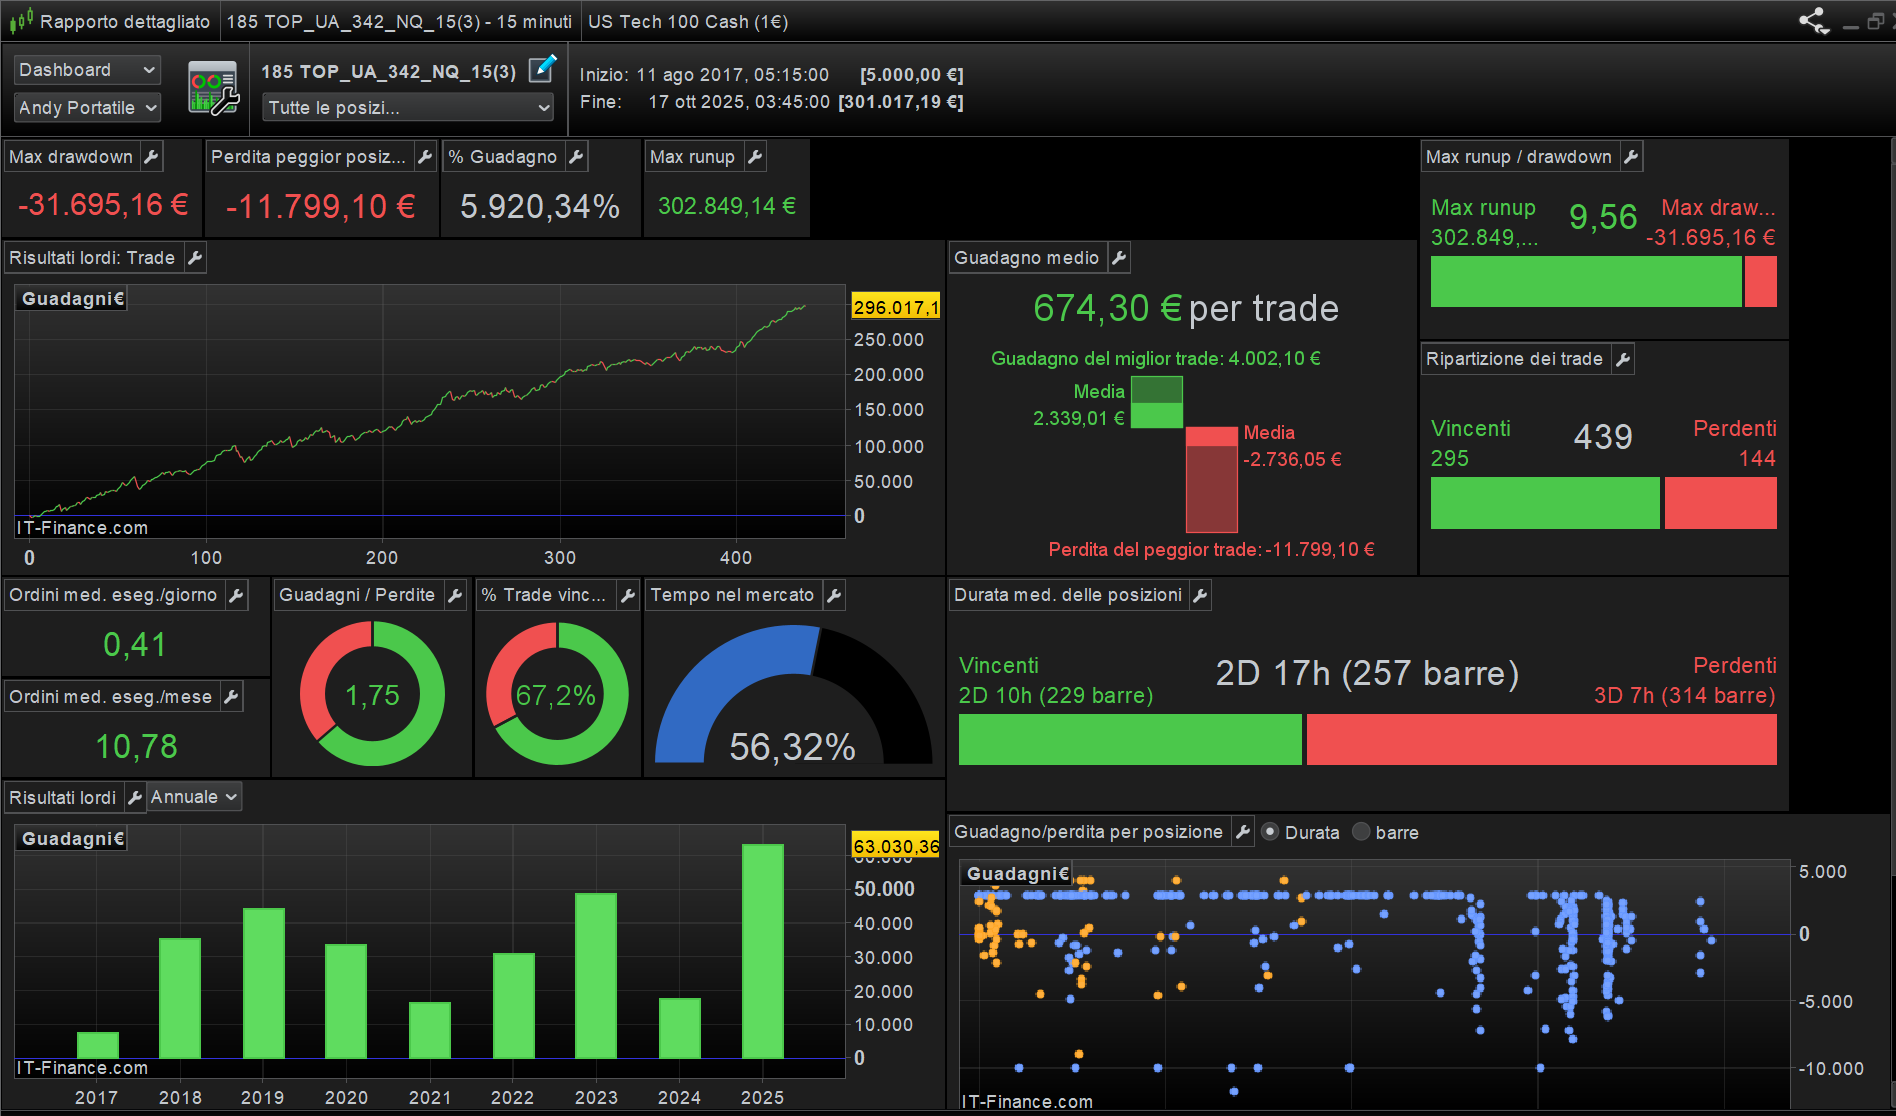 Rapporto dettagliato
185 TOP_UA_342_NQ_15(3) - 15 minuti
US Tech 100 Cash (1€)
Dashboard
Andy Portatile
185 TOP_UA_342_NQ_15(3)
Tutte le posizi...
Inizio: 11 ago 2017, 05:15:00 [5.000,00 €]
Fine: 17 ott 2025, 03:45:00 [301.017,19 €]
Max drawdown
-31.695,16 €
Perdita peggior posiz...
-11.799,10 €
% Guadagno
5.920,34%
Max runup
302.849,14 €
Max runup / drawdown
Max runup
302.849,...
9,56
Max draw...
-31.695,16 €
Risultati lordi: Trade
Guadagni€
296.017,1
250.000
200.000
150.000
100.000
50.000
0
IT-Finance.com
0 100 200 300 400
Guadagno medio
674,30 € per trade
Guadagno del miglior trade: 4.002,10 €
Media
2.339,01 €
Media
-2.736,05 €
Perdita del peggior trade: -11.799,10 €
Ripartizione dei trade
Vincenti
295
439
Perdenti
144
Ordini med. eseg./giorno
0,41
Ordini med. eseg./mese
10,78
Guadagni / Perdite
1,75
% Trade vinc...
67,2%
Tempo nel mercato
56,32%
Durata med. delle posizioni
Vincenti
2D 10h (229 barre)
2D 17h (257 barre)
Perdenti
3D 7h (314 barre)
Risultati lordi
Annuale
Guadagni€
63.030,36
60.000
50.000
40.000
30.000
20.000
10.000
0
IT-Finance.com
2017 2018 2019 2020 2021 2022 2023 2024 2025
Guadagno/perdita per posizione
Durata
barre
Guadagni€
5.000
0
-5.000
-10.000
IT-Finance.com